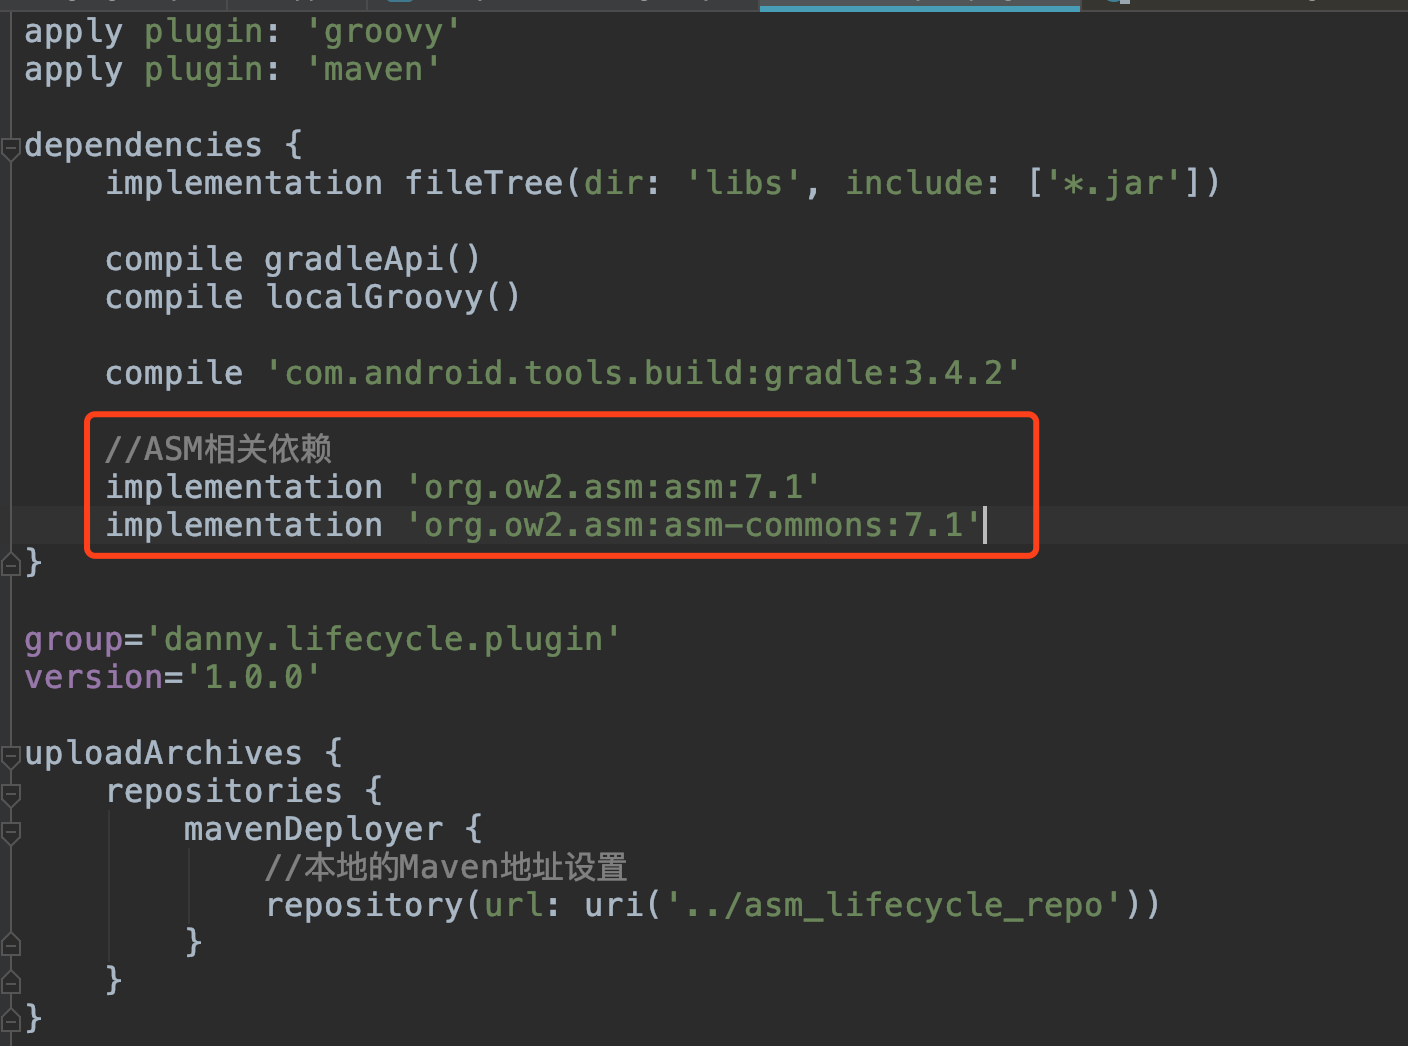 apply plugin: 'groovy'
apply plugin: 'maven'
dependencies {
implementation fileTree(dir: 'libs', include: ['*.jar'])
compile gradleApi()
compile localGroovy()
compile 'com.android.tools.build:gradle:3.4.2'
//ASM相关依赖
implementation 'org.ow2.asm:asm:7.1'
implementation 'org.ow2.asm:asm-commons:7.1'
}
group='danny.lifecycle.plugin'
version='1.0.0'
uploadArchives {
repositories {
mavenDeployer {
//本地的Maven地址设置
repository(url: uri('../asm_lifecycle_repo'))
}
}
}